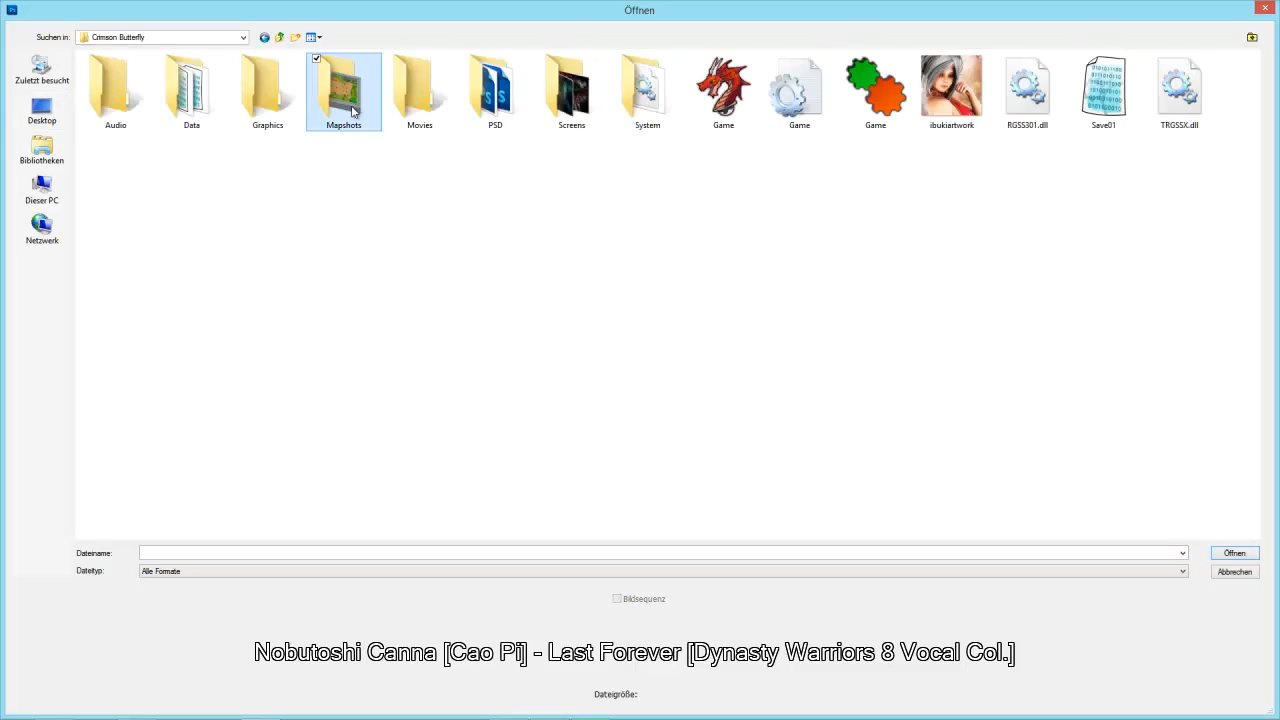 Ps
Öffnen
Suchen in: Crimson Butterfly
Zuletzt besucht
Desktop
Bibliotheken
Dieser PC
Netzwerk
Audio
Data
Graphics
Mapshots
Movies
PSD
Screens
System
Game
Game
Game
ibukiartwork
RGSS301.dll
Save01
TRGSSX.dll
Dateiname:
Öffnen
Dateityp: Alle Formate
Abbrechen
Bildsequenz
Nobutoshi Canna [Cao Pi] - Last Forever [Dynasty Warriors 8 Vocal Col.]
Dateigröße: